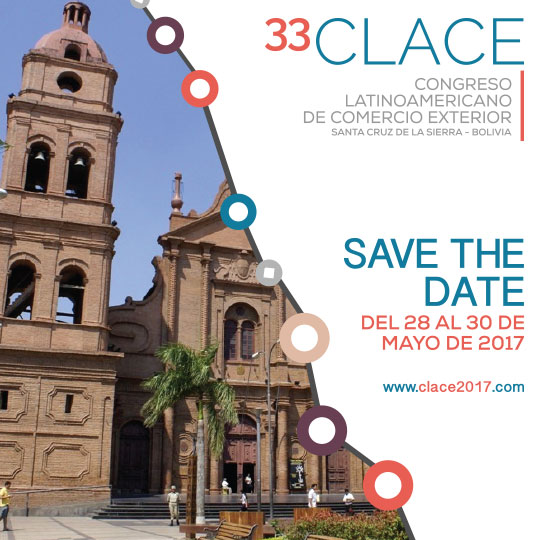 33CLACE
CONGRESO
LATINOAMERICANO
DE COMERCIO EXTERIOR
SANTA CRUZ DE LA SIERRA - BOLIVIA
SAVE THE
DATE
DEL 28 AL 30 DE
MAYO DE 2017
www.clace2017.com